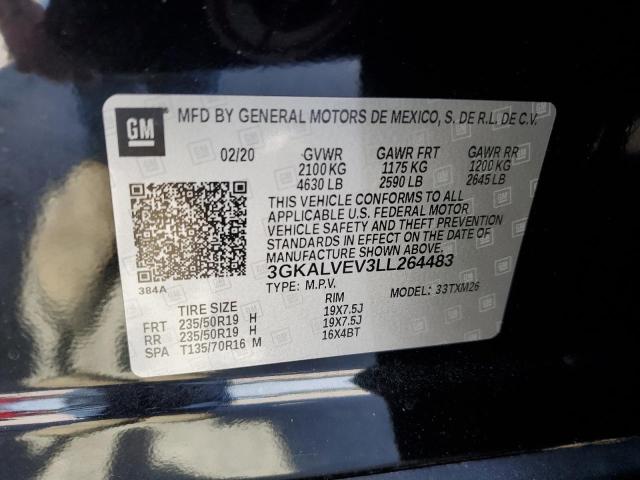 GM
MFD BY GENERAL MOTORS DE MEXICO, S. DE R.L. DE C.V.
02/20 GVWR GAWR FRT GAWR RR
2100 KG 1175 KG 1200 KG
4630 LB 2590 LB 2645 LB
THIS VEHICLE CONFORMS TO ALL
APPLICABLE U.S. FEDERAL MOTOR
VEHICLE SAFETY AND THEFT PREVENTION
STANDARDS IN EFFECT ON THE DATE
OF MANUFACTURE SHOWN ABOVE.
384A
3GKALVEV3LL264483
TYPE: M.P.V. MODEL: 33TXM26
TIRE SIZE RIM
FRT 235/50R19 H 19X7.5J
RR 235/50R19 H 19X7.5J
SPA T135/70R16 M 16X4BT